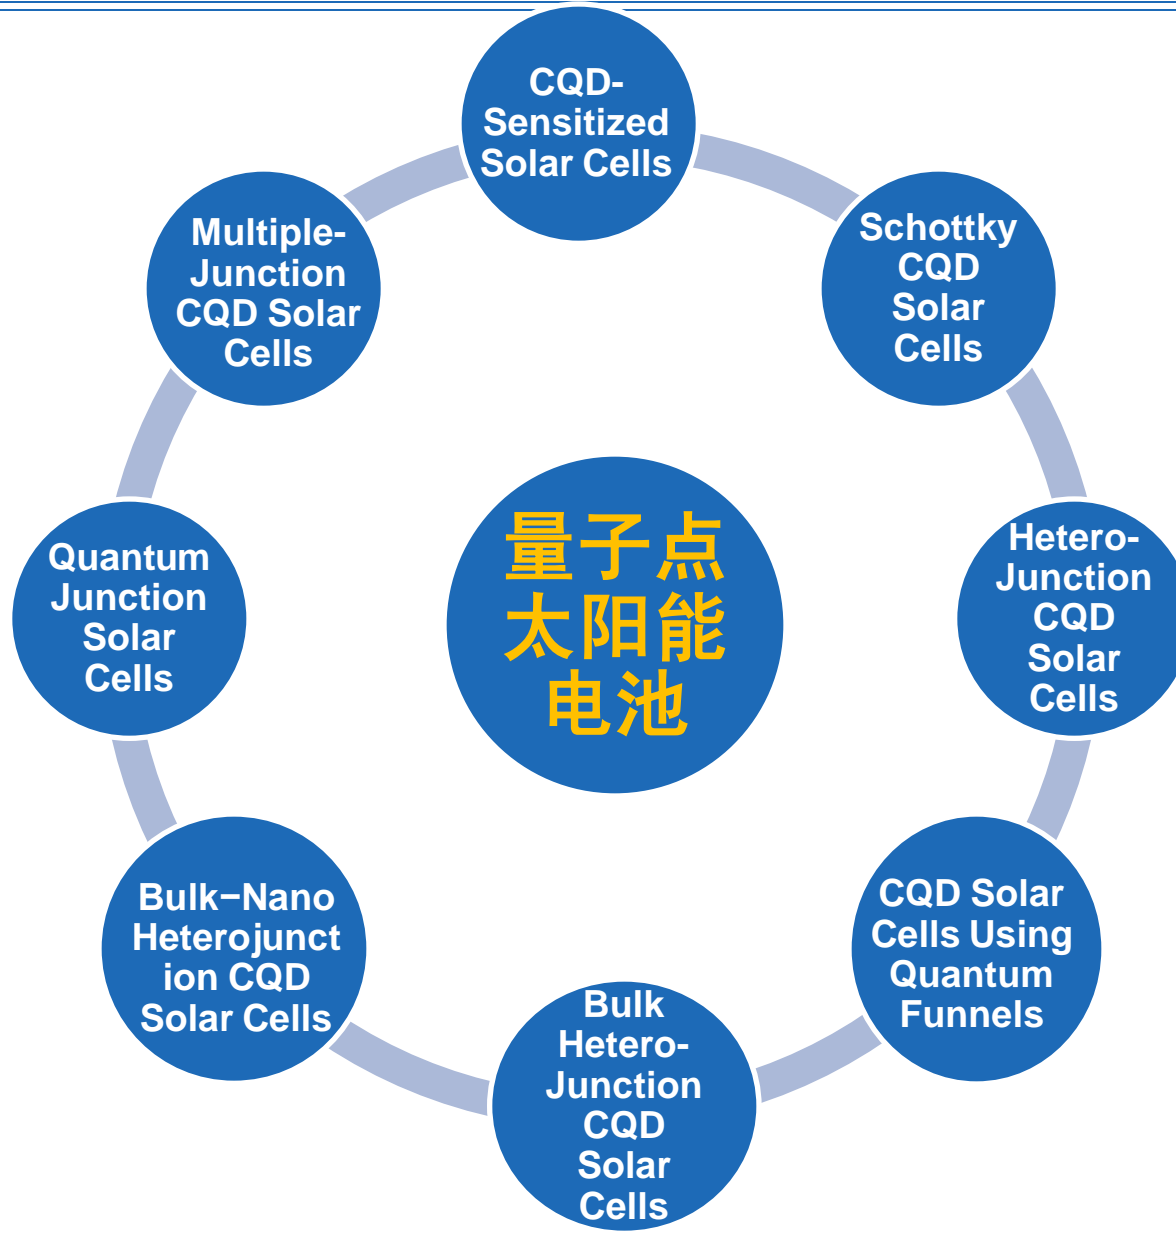 CQD-
Sensitized
Solar Cells
Schottky
CQD
Solar
Cells
Hetero-
Junction
CQD
Solar
Cells
CQD Solar
Cells Using
Quantum
Funnels
Bulk
Hetero-
Junction
CQD
Solar
Cells
Bulk−Nano
Heterojunct
ion CQD
Solar Cells
Quantum
Junction
Solar
Cells
Multiple-
Junction
CQD Solar
Cells
量子点
太阳能
电池